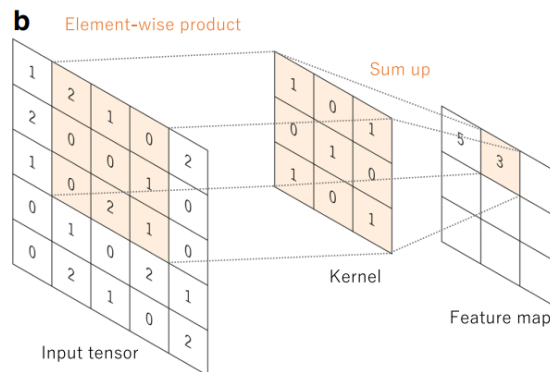 b
Element-wise product
Sum up
1 2 1 0 2
2 0 0 1 0
1 0 2 1 0
0 1 0 2 1
0 2 1 0 2
Input tensor
1 0 1
0 1 0
1 0 1
Kernel
5 3
Feature map